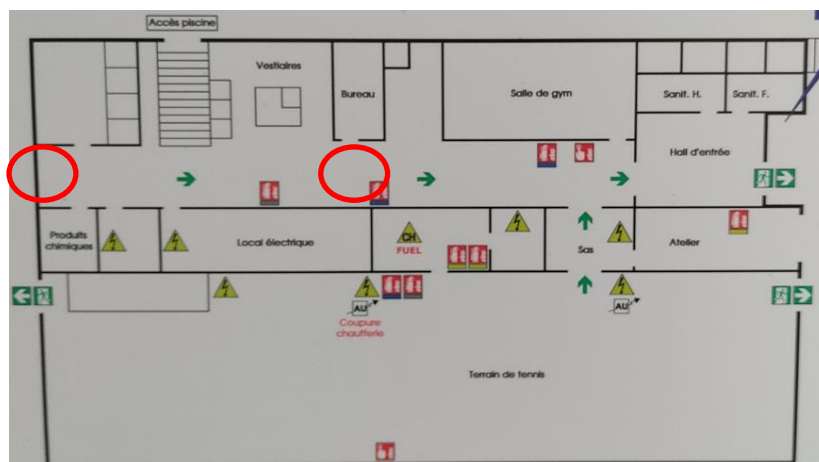 Accès piscine
Vestiaires
Bureau
Salle de gym
Sanit. H.
Sanit. F.
Hall d'entrée
Produits
chimiques
Local électrique
CH
FUEL
Sas
Atelier
AU
AU
Coupure
chaufferie
Terrain de tennis